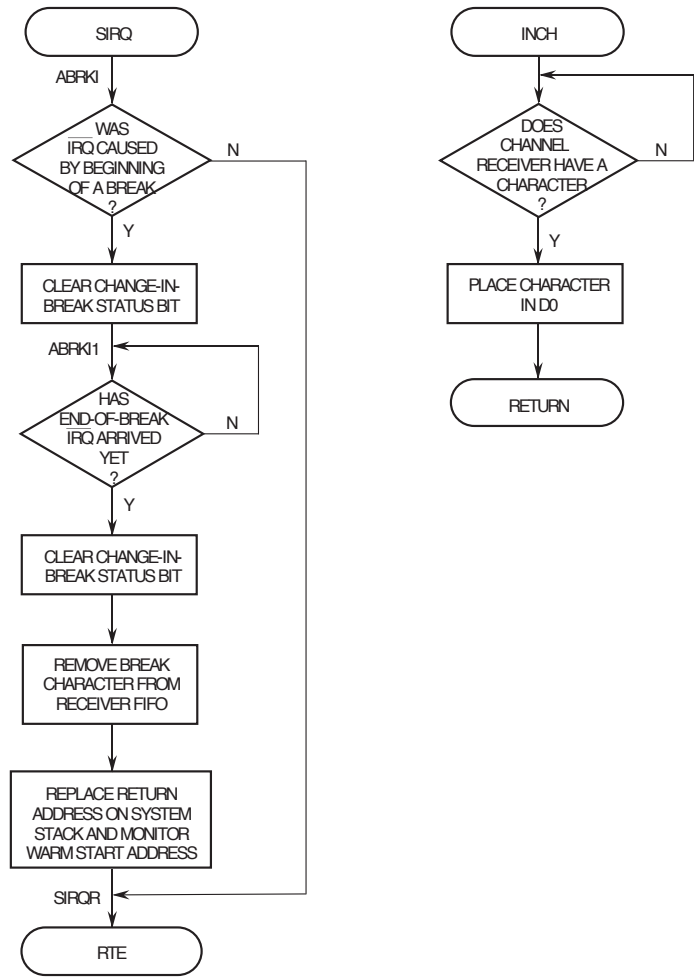 SIRQ
ABRKI
WAS
IRQ CAUSED
BY BEGINNING
OF A BREAK
?
N
Y
CLEAR CHANGE-IN-
BREAK STATUS BIT
ABRKI1
HAS
END-OF-BREAK
IRQ ARRIVED
YET
?
N
Y
CLEAR CHANGE-IN-
BREAK STATUS BIT
REMOVE BREAK
CHARACTER FROM
RECEIVER FIFO
REPLACE RETURN
ADDRESS ON SYSTEM
STACK AND MONITOR
WARM START ADDRESS
SIRQR
RTE
INCH
DOES
CHANNEL
RECEIVER HAVE A
CHARACTER
?
N
Y
PLACE CHARACTER
IN D0
RETURN